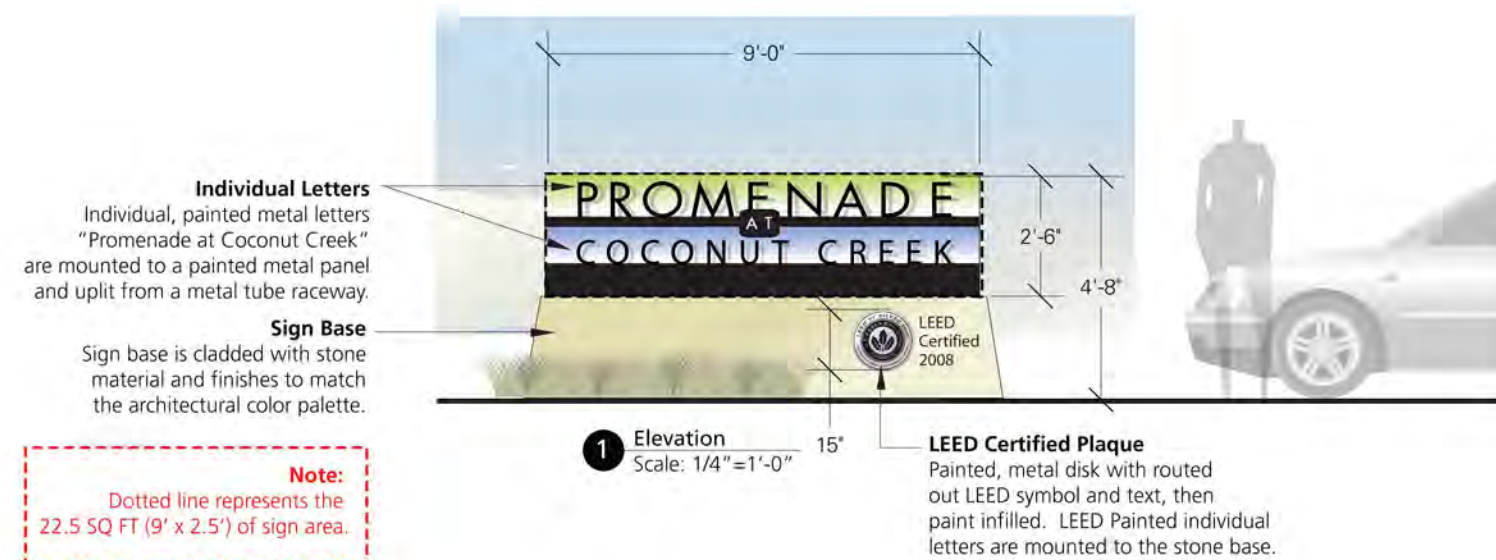 9'-0"
PROMENADE
AT
COCONUT CREEK
2'-6"
4'-8"
Individual Letters
Individual, painted metal letters
“Promenade at Coconut Creek”
are mounted to a painted metal panel
and uplit from a metal tube raceway.
Sign Base
Sign base is cladded with stone
material and finishes to match
the architectural color palette.
LEED
Certified
2008
15"
1
Elevation
Scale: 1/4”=1’-0”
LEED Certified Plaque
Painted, metal disk with routed
out LEED symbol and text, then
paint infilled.  LEED Painted individual
letters are mounted to the stone base.
Note:
Dotted line represents the
22.5 SQ FT (9’ x 2.5’) of sign area.